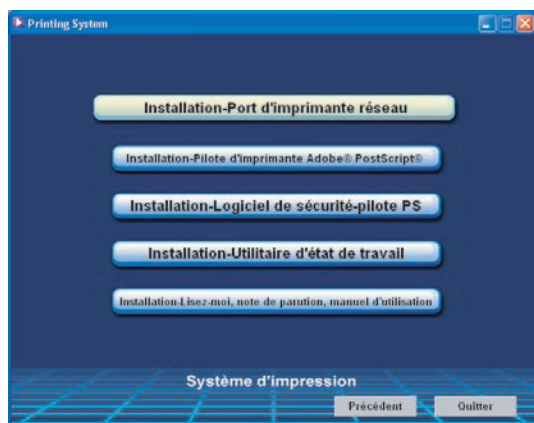 Printing System
Installation-Port d'imprimante réseau
Installation-Pilote d'imprimante Adobe® PostScript®
Installation-Logiciel de sécurité-pilote PS
Installation-Utilitaire d'état de travail
Installation-Lisez-moi, note de parution, manuel d'utilisation
Système d'impression
Précédent Quitter